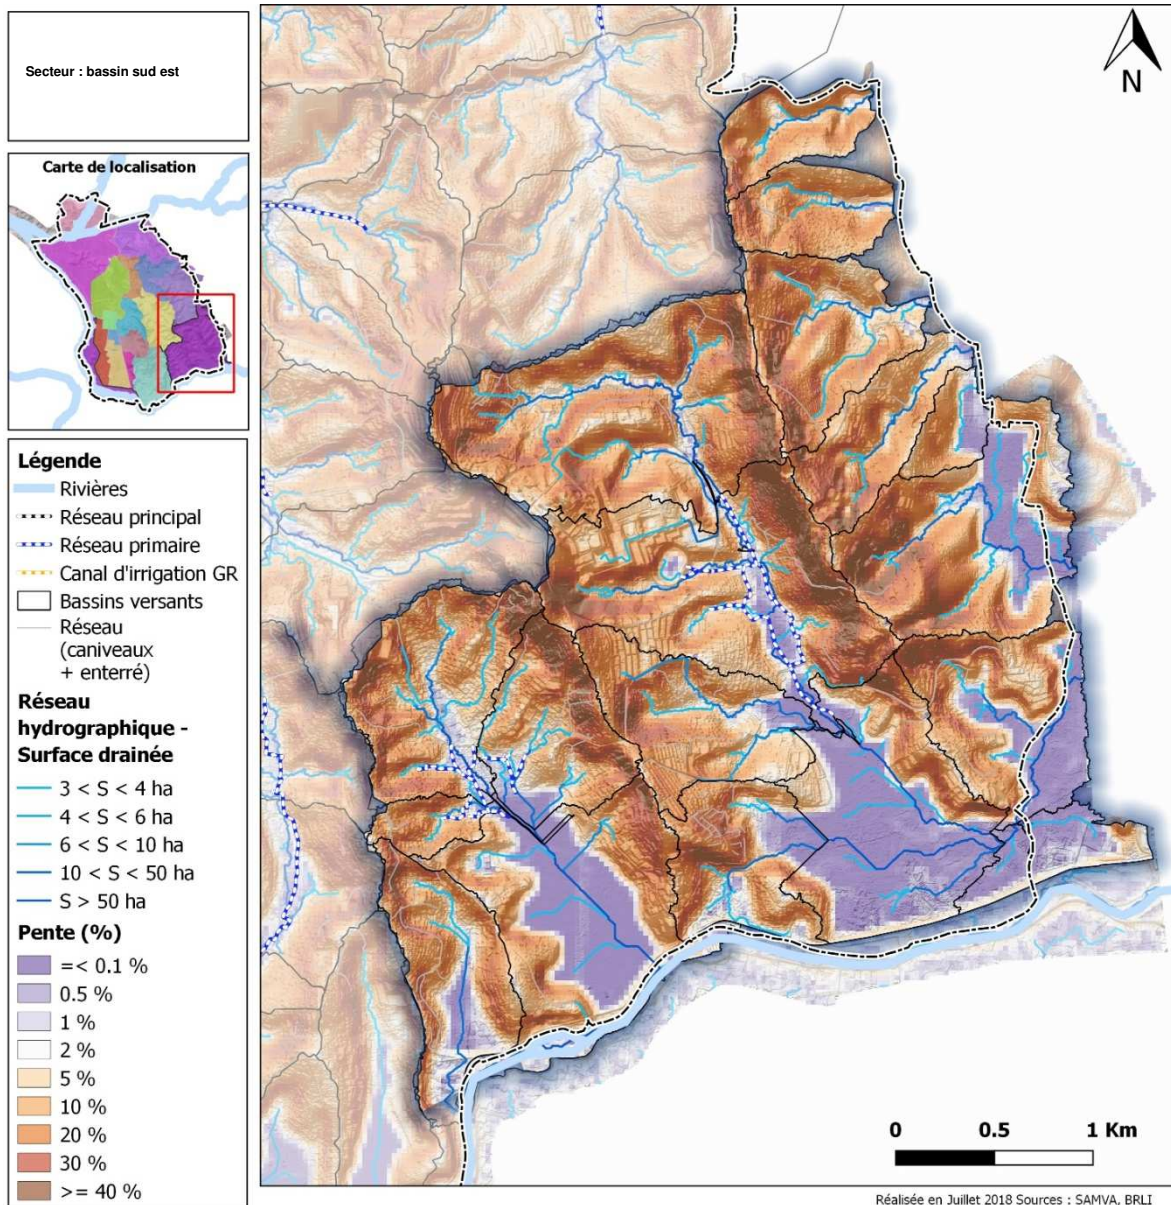 Secteur : bassin sud est
Carte de localisation
Légende
Rivières
Réseau principal
Réseau primaire
Canal d'irrigation GR
Bassins versants
Réseau
(caniveaux
+ enterré)
Réseau
hydrographique -
Surface drainée
3 < S < 4 ha
4 < S < 6 ha
6 < S < 10 ha
10 < S < 50 ha
S > 50 ha
Pente (%)
=< 0.1 %
0.5 %
1 %
2 %
5 %
10 %
20 %
30 %
>= 40 %
N
0 0.5 1 Km
Réalisée en Juillet 2018 Sources : SAMVA, BRLI